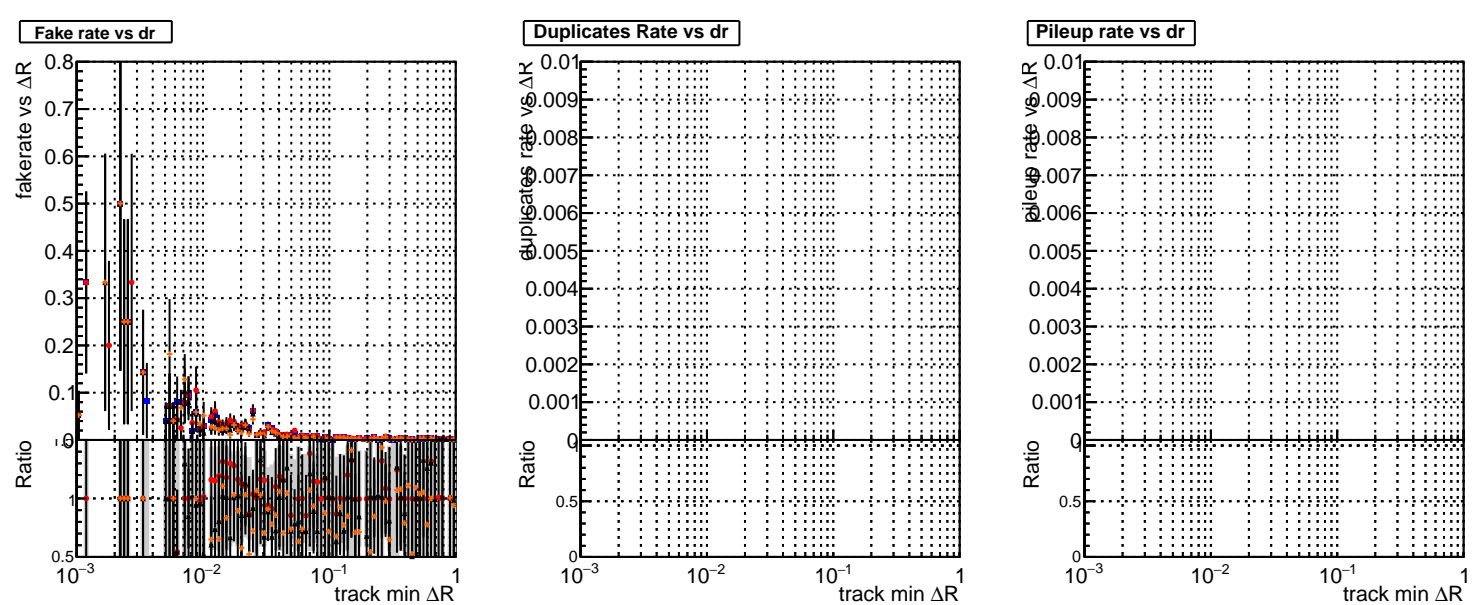 Fake rate vs dr
fakerate vs ΔR
0.8
0.7
0.6
0.5
0.4
0.3
0.2
0.1
0
Ratio
1
0.5
10⁻³ 10⁻² 10⁻¹ 1
track min ΔR
Duplicates Rate vs dr
duplicates rate vs ΔR
0.01
0.009
0.008
0.007
0.006
0.005
0.004
0.003
0.002
0.001
0
Ratio
1
0.5
0
10⁻³ 10⁻² 10⁻¹ 1
track min ΔR
Pileup rate vs dr
pileup rate vs ΔR
0.01
0.009
0.008
0.007
0.006
0.005
0.004
0.003
0.002
0.001
0
Ratio
1
0.5
0
10⁻³ 10⁻² 10⁻¹ 1
track min ΔR